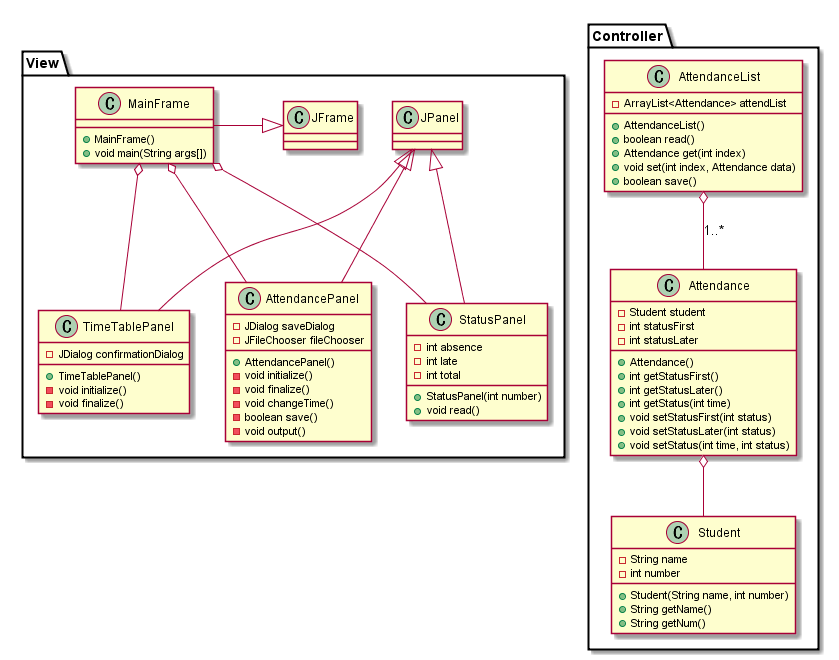 View
C MainFrame
MainFrame()
void main(String args[])
C JFrame
C JPanel
C TimeTablePanel
JDialog confirmationDialog
TimeTablePanel()
void initialize()
void finalize()
C AttendancePanel
JDialog saveDialog
JFileChooser fileChooser
AttendancePanel()
void initialize()
void finalize()
void changeTime()
boolean save()
void output()
C StatusPanel
int absence
int late
int total
StatusPanel(int number)
void read()
Controller
C AttendanceList
ArrayList<Attendance> attendList
AttendanceList()
boolean read()
Attendance get(int index)
void set(int index, Attendance data)
boolean save()
1..*
C Attendance
Student student
int statusFirst
int statusLater
Attendance()
int getStatusFirst()
int getStatusLater()
int getStatus(int time)
void setStatusFirst(int status)
void setStatusLater(int status)
void setStatus(int time, int status)
C Student
String name
int number
Student(String name, int number)
String getName()
String getNum()